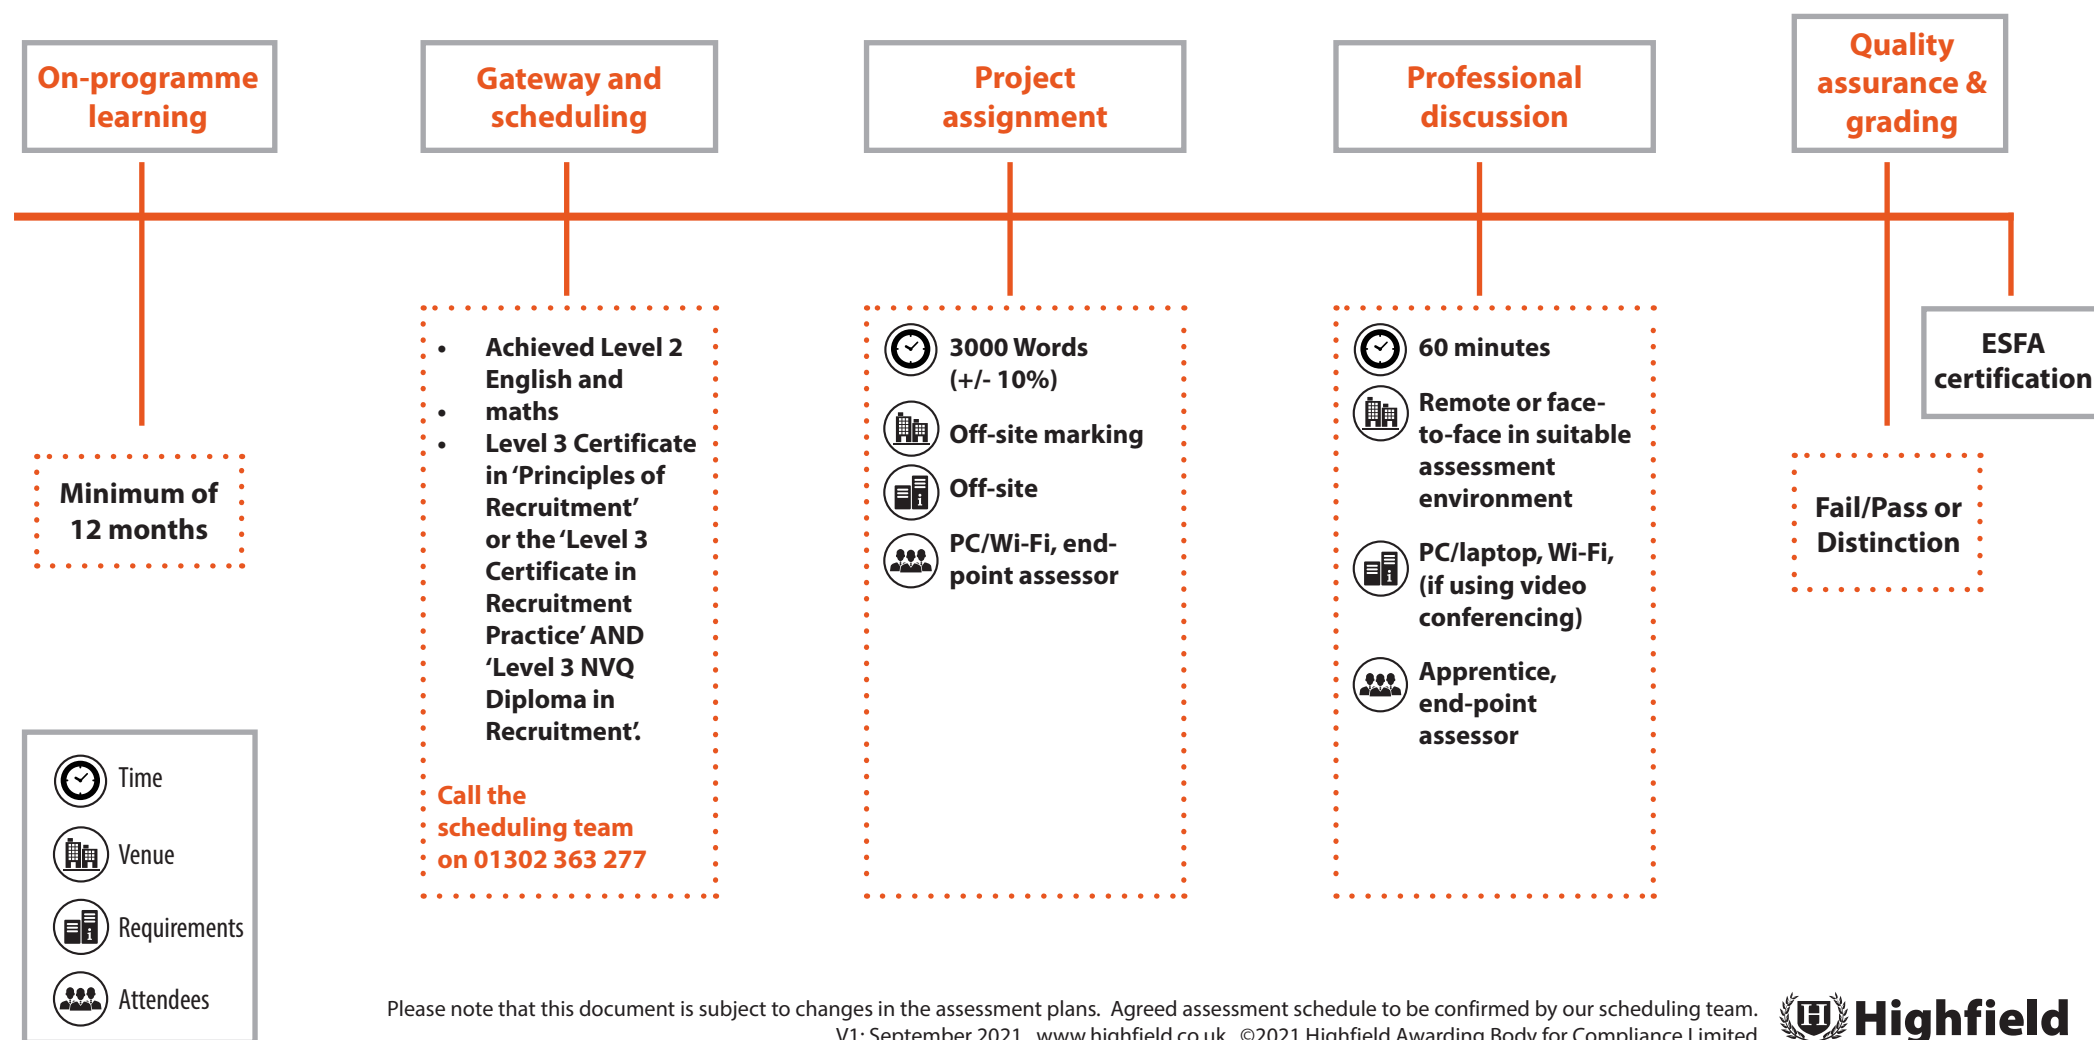 On-programme
learning
Gateway and
scheduling
Project
assignment
Professional
discussion
Quality
assurance &
grading
Minimum of
12 months
• Achieved Level 2
English and
• maths
• Level 3 Certificate
in ‘Principles of
Recruitment’
or the ‘Level 3
Certificate in
Recruitment
Practice’ AND
‘Level 3 NVQ
Diploma in
Recruitment’.
Call the
scheduling team
on 01302 363 277
3000 Words
(+/- 10%)
Off-site marking
Off-site
PC/Wi-Fi, end-
point assessor
60 minutes
Remote or face-
to-face in suitable
assessment
environment
PC/laptop, Wi-Fi,
(if using video
conferencing)
Apprentice,
end-point
assessor
Fail/Pass or
Distinction
ESFA
certification
Time
Venue
Requirements
Attendees
Please note that this document is subject to changes in the assessment plans. Agreed assessment schedule to be confirmed by our scheduling team.
V1: September 2021 www.highfield.co.uk ©2021 Highfield Awarding Body for Compliance Limited
H Highfield